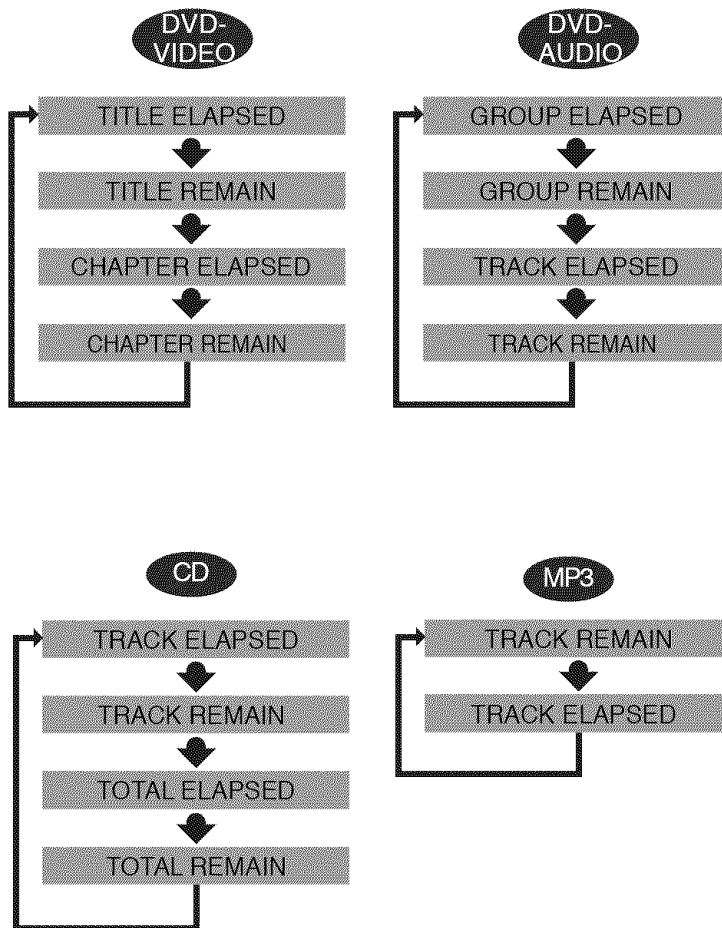 DVD-
VIDEO
TITLE ELAPSED
TITLE REMAIN
CHAPTER ELAPSED
CHAPTER REMAIN
DVD-
AUDIO
GROUP ELAPSED
GROUP REMAIN
TRACK ELAPSED
TRACK REMAIN
CD
TRACK ELAPSED
TRACK REMAIN
TOTAL ELAPSED
TOTAL REMAIN
MP3
TRACK REMAIN
TRACK ELAPSED